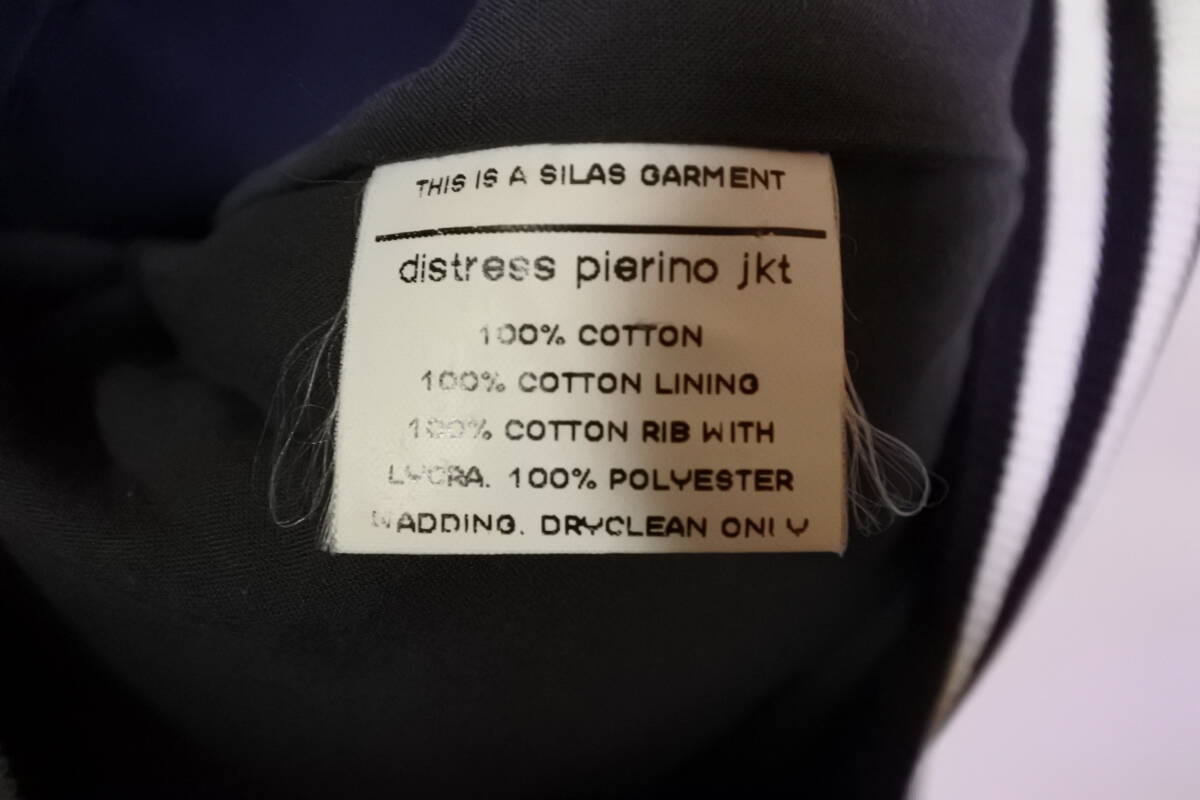 THIS IS A SILAS GARMENT
distress pierino jkt
100% COTTON
100% COTTON LINING
100% COTTON RIB WITH
LYCRA. 100% POLYESTER
WADDING. DRYCLEAN ONLY